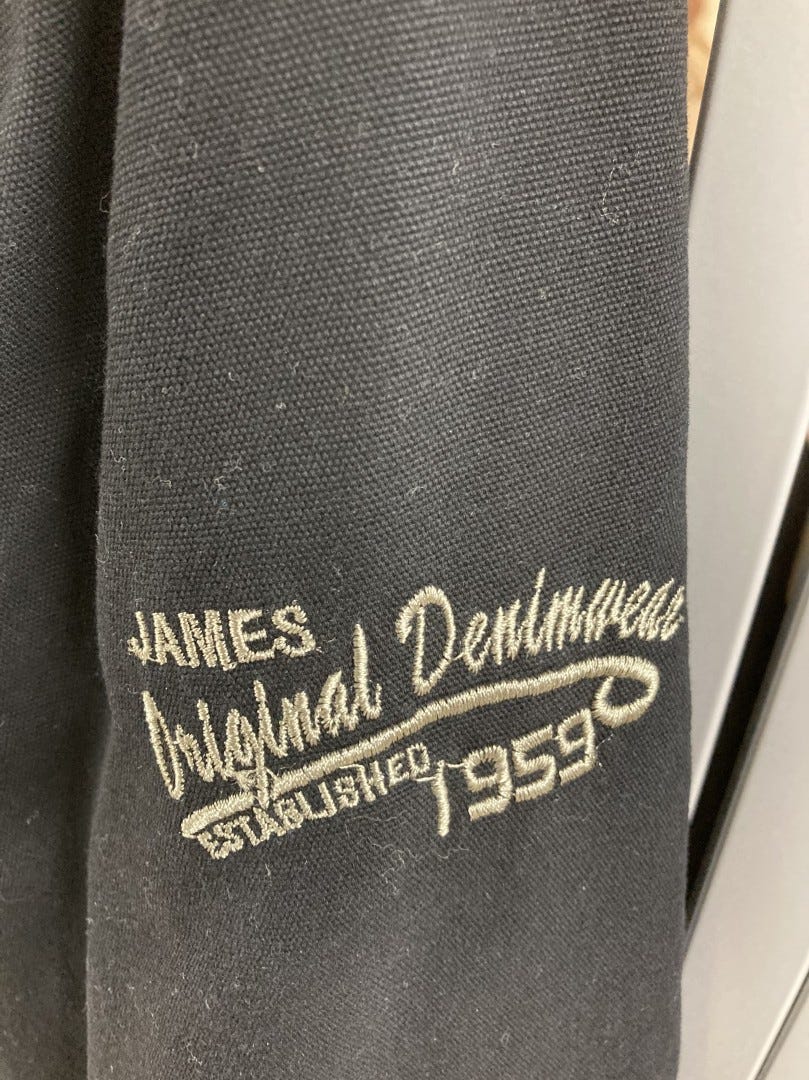 JAMES
Original Denimwear
ESTABLISHED 1959